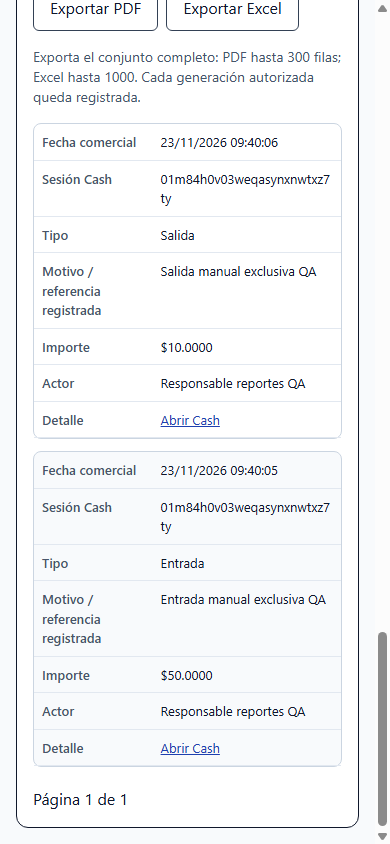 Exportar PDF Exportar Excel
Exporta el conjunto completo: PDF hasta 300 filas;
Excel hasta 1000. Cada generación autorizada
queda registrada.
Fecha comercial 23/11/2026 09:40:06
Sesión Cash 01m84h0v03weqasynxnwtxz7
ty
Tipo Salida
Motivo / Salida manual exclusiva QA
referencia
registrada
Importe $10.0000
Actor Responsable reportes QA
Detalle Abrir Cash
Fecha comercial 23/11/2026 09:40:05
Sesión Cash 01m84h0v03weqasynxnwtxz7
ty
Tipo Entrada
Motivo / Entrada manual exclusiva QA
referencia
registrada
Importe $50.0000
Actor Responsable reportes QA
Detalle Abrir Cash
Página 1 de 1